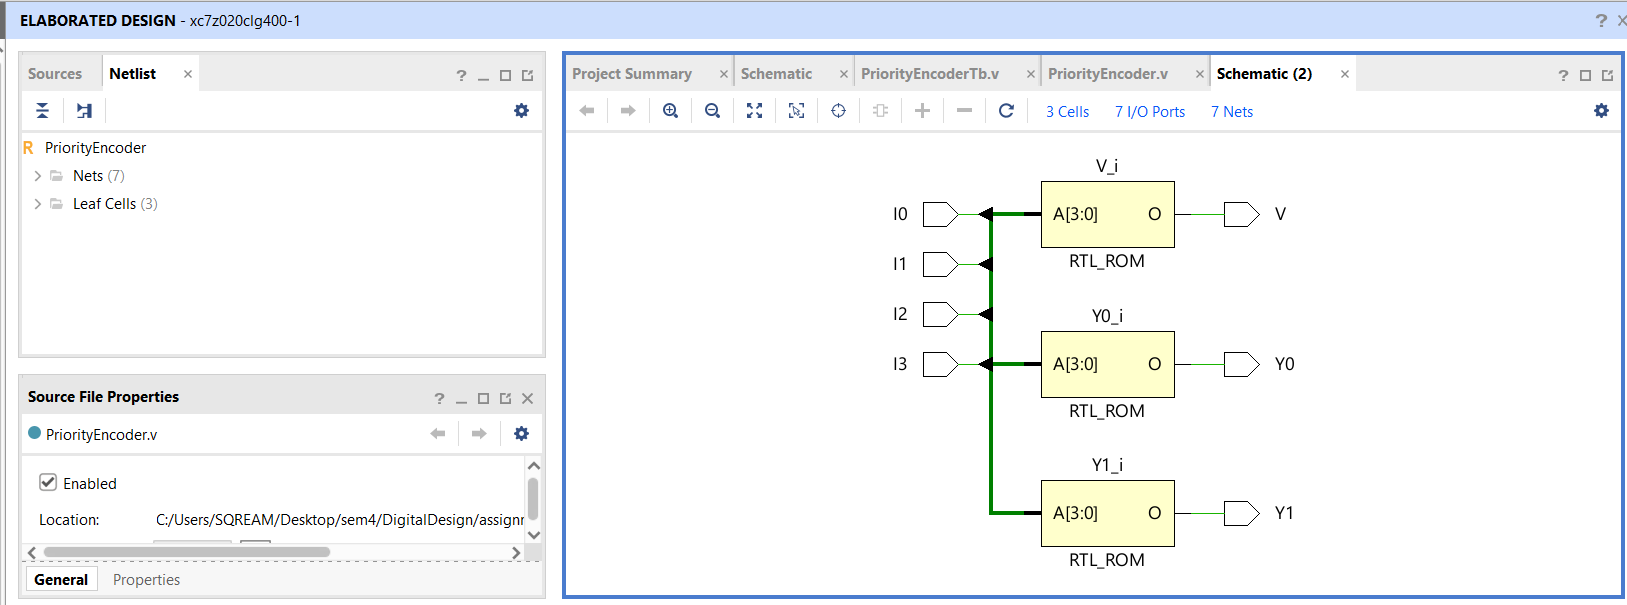 ELABORATED DESIGN - xc7z020clg400-1
Sources
Netlist
PriorityEncoder
Nets (7)
Leaf Cells (3)
Source File Properties
PriorityEncoder.v
Enabled
Location: C:/Users/SQREAM/Desktop/sem4/DigitalDesign/assignr
General Properties
Project Summary
Schematic
PriorityEncoderTb.v
PriorityEncoder.v
Schematic (2)
3 Cells 7 I/O Ports 7 Nets
V_i
I0 A[3:0] O V
RTL_ROM
I1
I2
Y0_i
I3 A[3:0] O Y0
RTL_ROM
Y1_i
A[3:0] O Y1
RTL_ROM